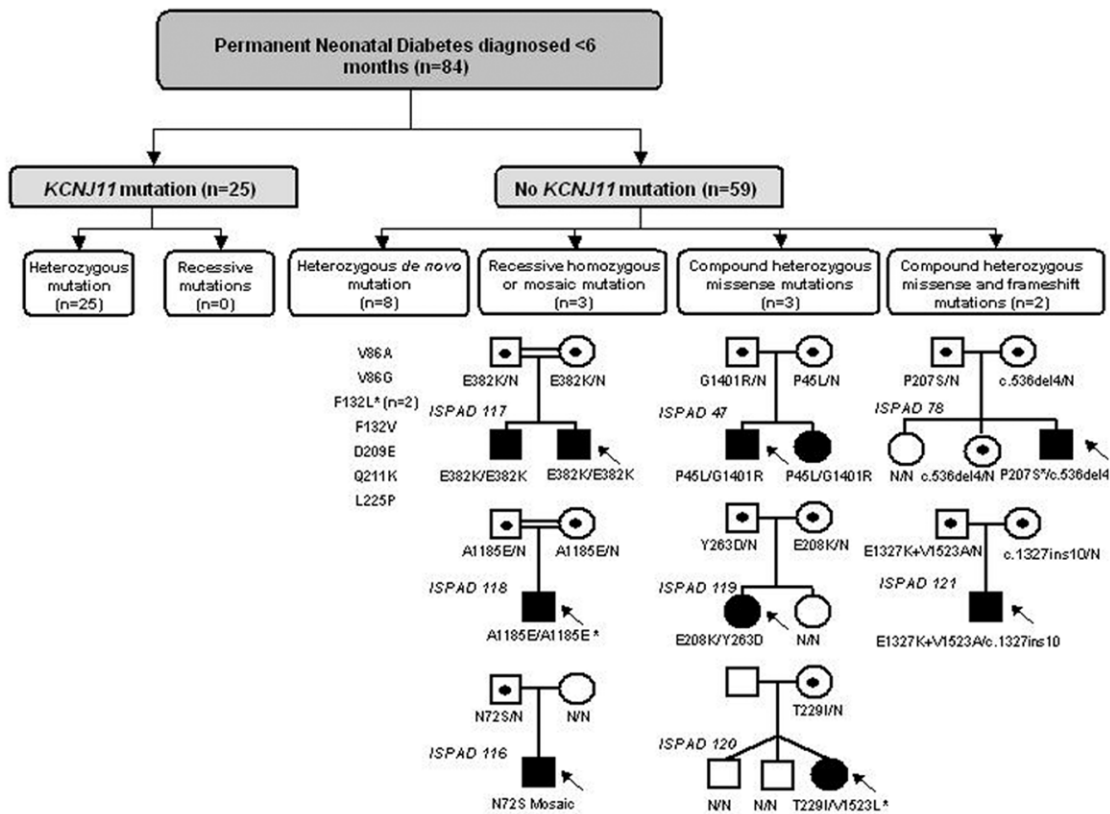 Permanent Neonatal Diabetes diagnosed <6
months (n=84)
KCNJ11 mutation (n=25)
No KCNJ11 mutation (n=59)
Heterozygous
mutation
(n=25)
Recessive
mutations
(n=0)
Heterozygous de novo
mutation
(n=8)
Recessive homozygous
or mosaic mutation
(n=3)
Compound heterozygous
missense mutations
(n=3)
Compound heterozygous
missense and frameshift
mutations (n=2)
V86A
V86G
F132L* (n=2)
F132V
D209E
Q211K
L225P
E382K/N E382K/N
ISPAD 117
E382K/E382K E382K/E382K
A1185E/N A1185E/N
ISPAD 118
A1185E/A1185E *
N72S/N N/N
ISPAD 116
N72S Mosaic
G1401R/N P45L/N
ISPAD 47
P45L/G1401R P45L/G1401R
Y263D/N E208K/N
ISPAD 119
E208K/Y263D N/N
T229I/N
ISPAD 120
N/N N/N T229I/V1523L*
P207S/N c.536del4/N
ISPAD 78
N/N c.536del4/N P207S*/c.536del4
E1327K+V1523A/N c.1327ins10/N
ISPAD 121
E1327K+V1523A/c.1327ins10